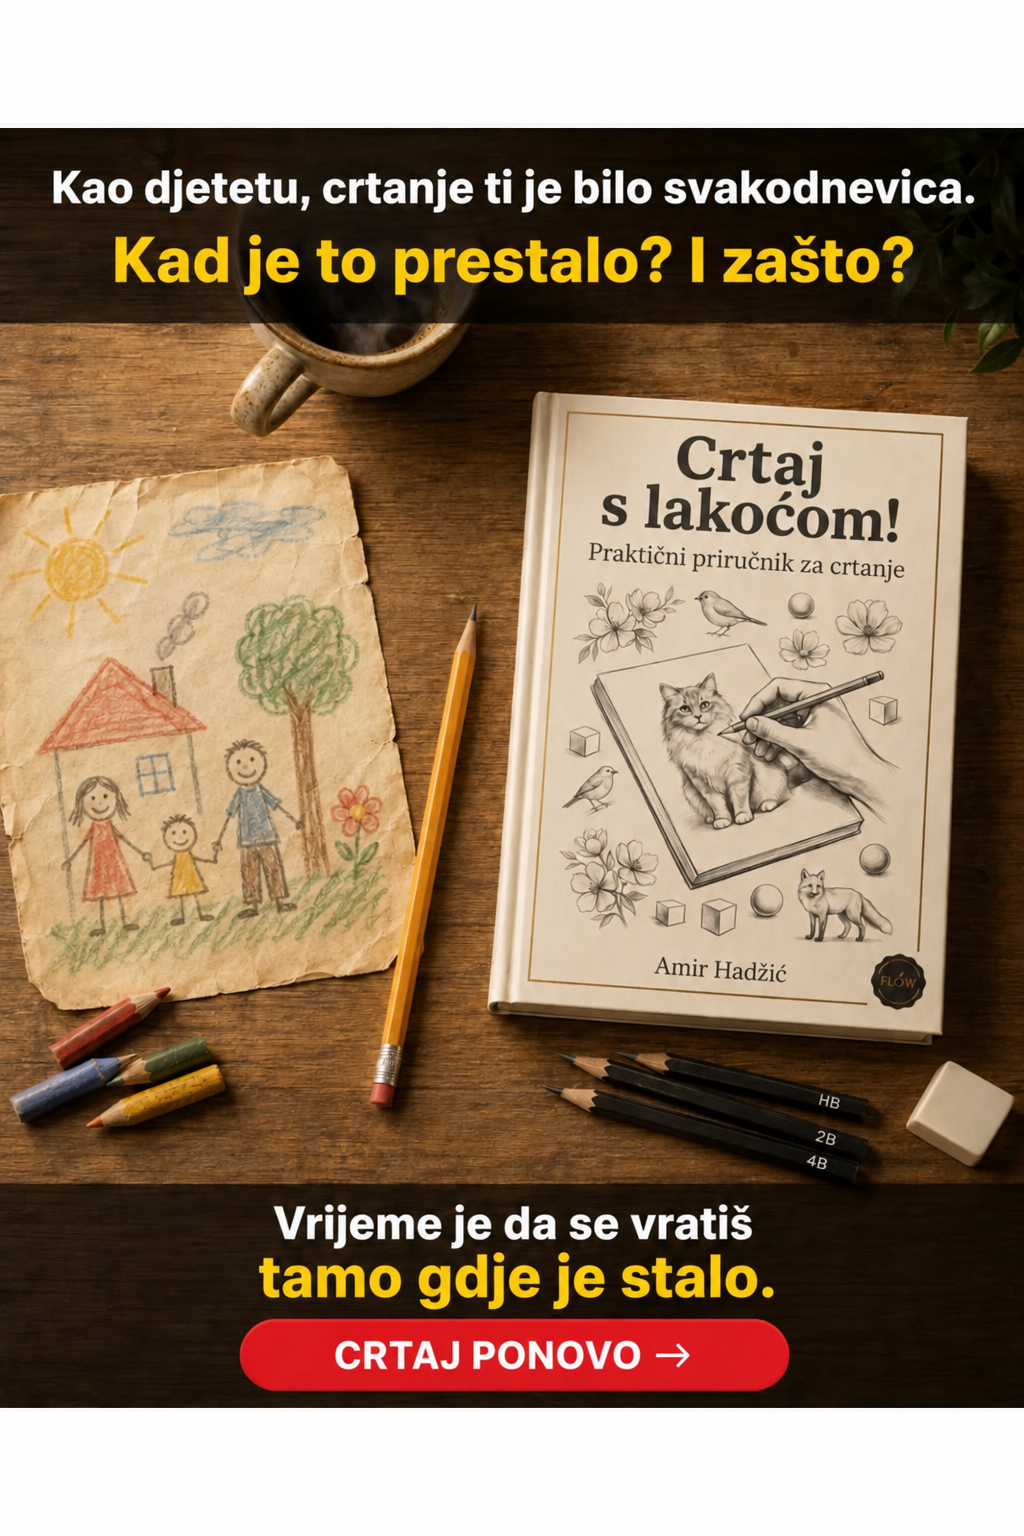 Kao djetetu, crtanje ti je bilo svakodnevica.
Kad je to prestalo? I zašto?
Crtaj
s lakoćom!
Praktični priručnik za crtanje
Amir Hadžić
FLOW
HB
2B
4B
Vrijeme je da se vratiš
tamo gdje je stalo.
CRTAJ PONOVO →